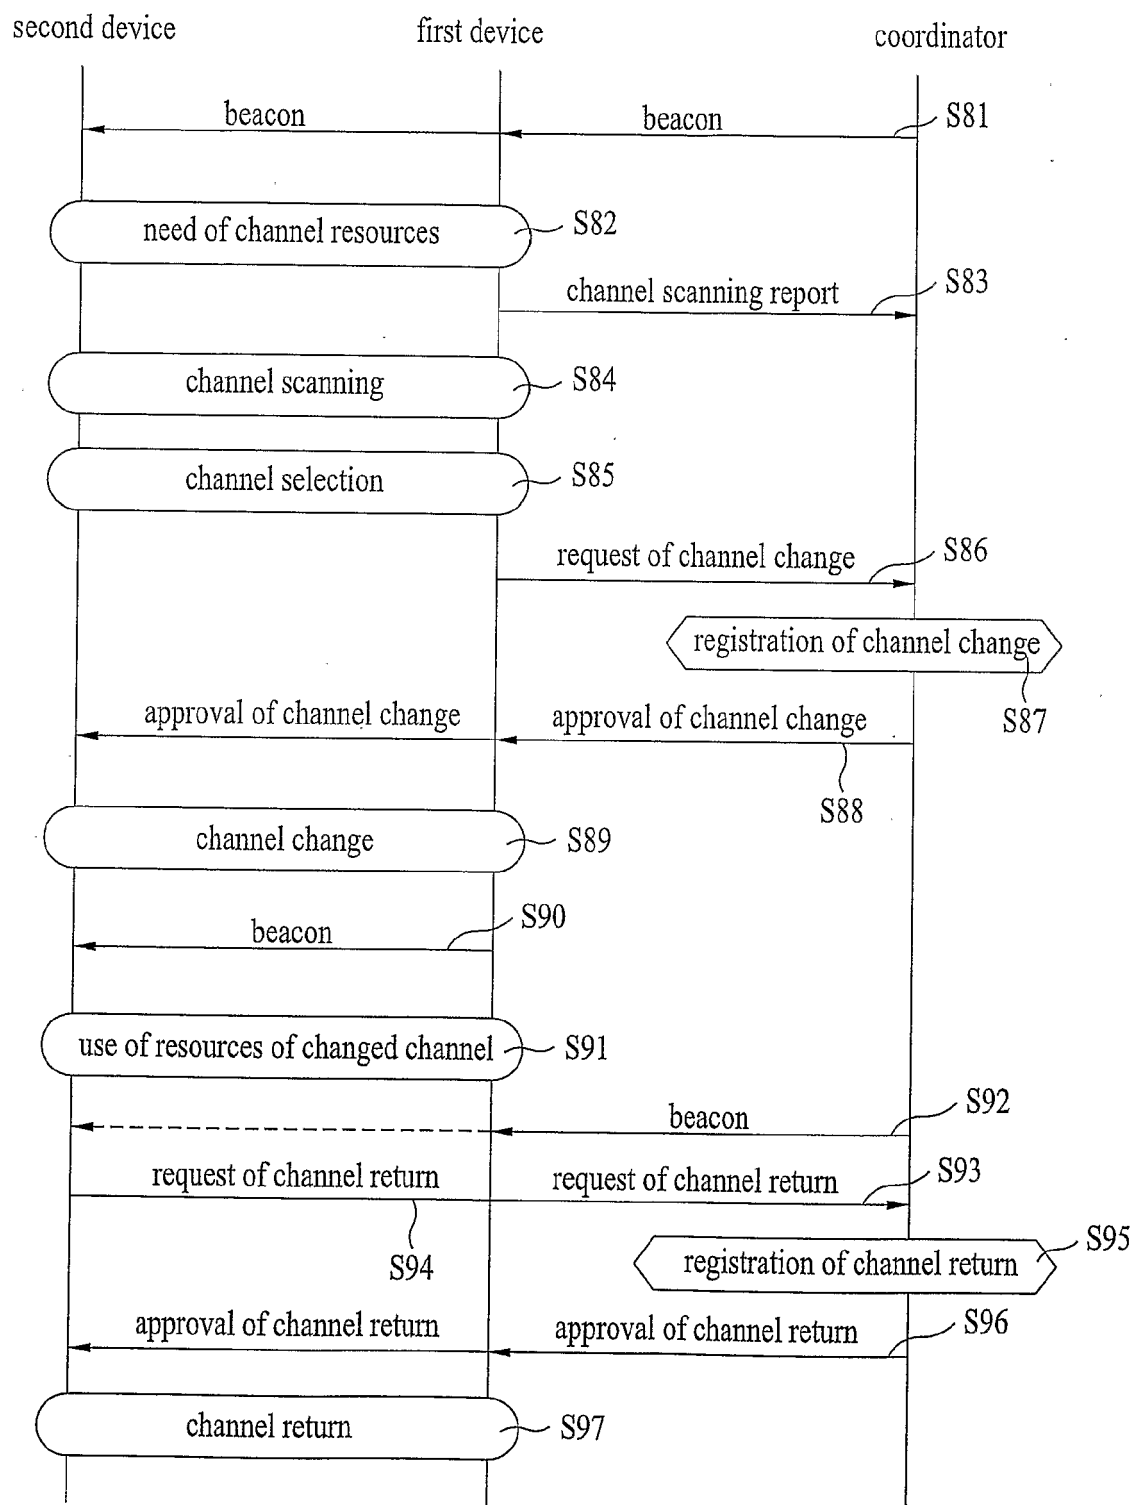 second device
first device
coordinator
beacon
beacon
S81
need of channel resources
S82
channel scanning report
S83
channel scanning
S84
channel selection
S85
request of channel change
S86
registration of channel change
S87
approval of channel change
approval of channel change
S88
channel change
S89
beacon
S90
use of resources of changed channel
S91
beacon
S92
request of channel return
request of channel return
S93
S94
registration of channel return
S95
approval of channel return
approval of channel return
S96
channel return
S97